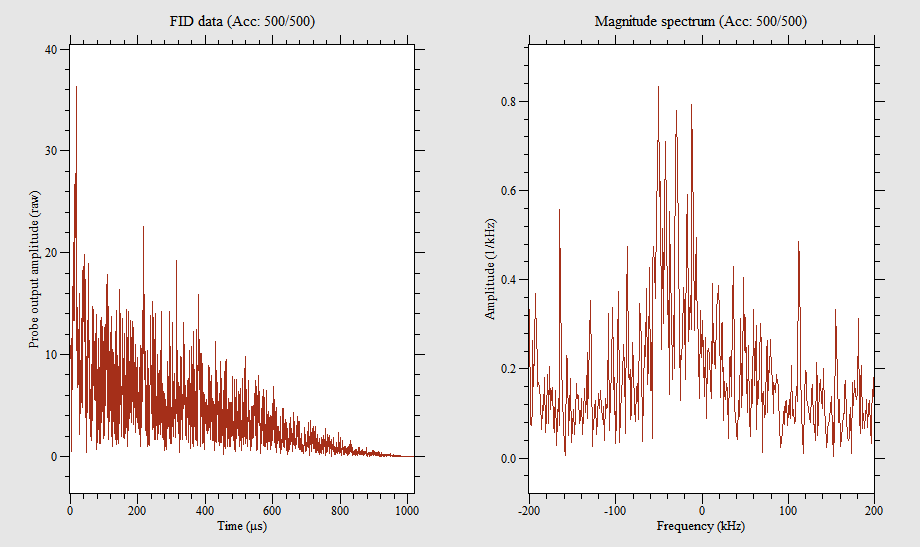 FID data (Acc: 500/500)
Probe output amplitude (raw)
40
30
20
10
0
0 200 400 600 800 1000
Time (µs)
Magnitude spectrum (Acc: 500/500)
Amplitude (1/kHz)
0.8
0.6
0.4
0.2
0.0
-200 -100 0 100 200
Frequency (kHz)